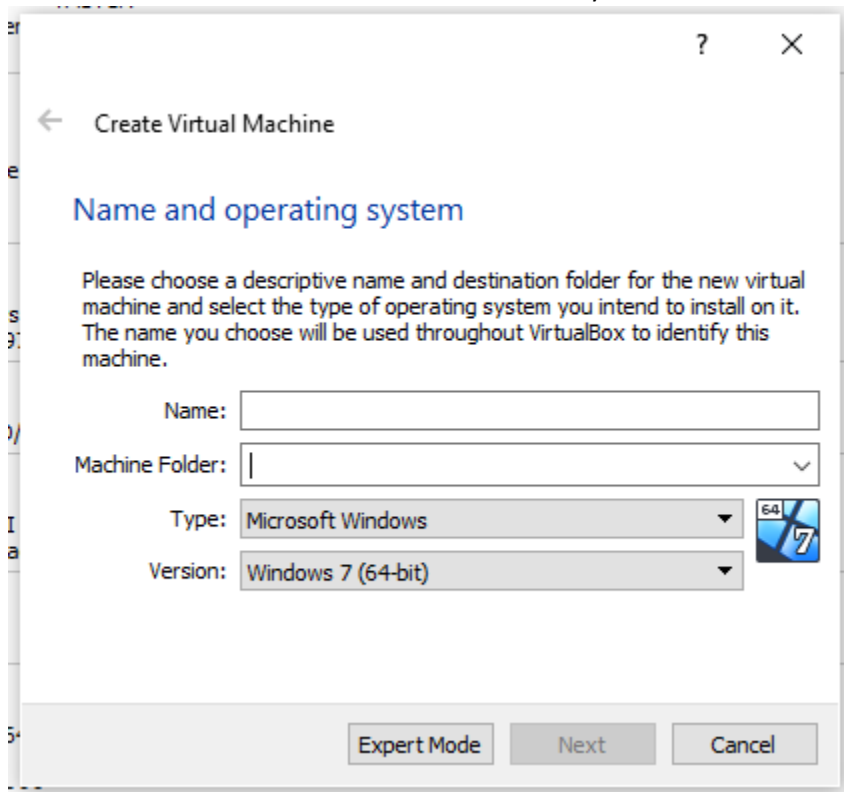 ? ×
← Create Virtual Machine
Name and operating system
Please choose a descriptive name and destination folder for the new virtual
machine and select the type of operating system you intend to install on it.
The name you choose will be used throughout VirtualBox to identify this
machine.
Name:
Machine Folder:
Type: Microsoft Windows
64
7
Version: Windows 7 (64-bit)
Expert Mode Next Cancel